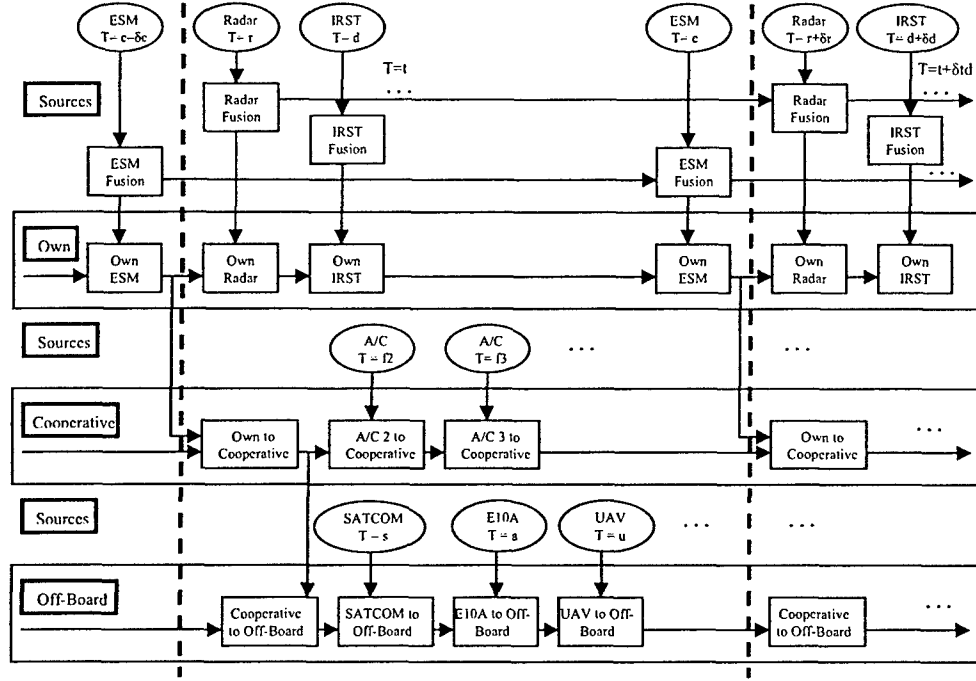 ESM
T= c–δc
Radar
T= r
IRST
T= d
ESM
T= c
Radar
T= r+δr
IRST
T= d+δd
T=t
...
T=t+δtd
...
Sources
Radar
Fusion
Radar
Fusion
IRST
Fusion
IRST
Fusion
ESM
Fusion
ESM
Fusion
...
Own
Own
ESM
Own
Radar
Own
IRST
Own
ESM
Own
Radar
Own
IRST
Sources
A/C
T= f2
A/C
T= f3
...
...
Cooperative
Own to
Cooperative
A/C 2 to
Cooperative
A/C 3 to
Cooperative
Own to
Cooperative
...
Sources
SATCOM
T= s
E10A
T= a
UAV
T= u
...
...
Off-Board
Cooperative
to Off-Board
SATCOM to
Off-Board
E10A to Off-
Board
UAV to Off-
Board
Cooperative
to Off-Board
...